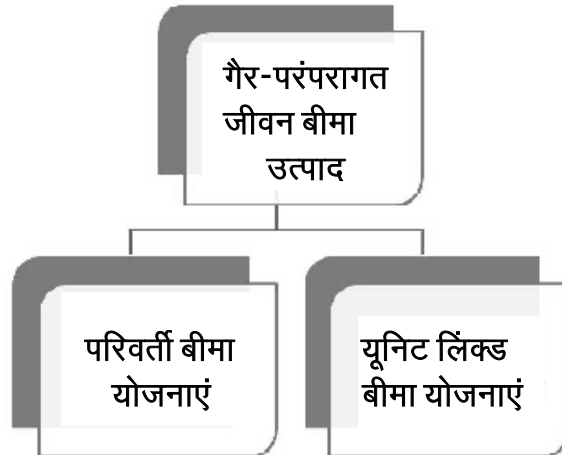 गैर-परंपरागत
जीवन बीमा
उत्पाद
परिवर्ती बीमा
योजनाएं
यूनिट लिंक्ड
बीमा योजनाएं